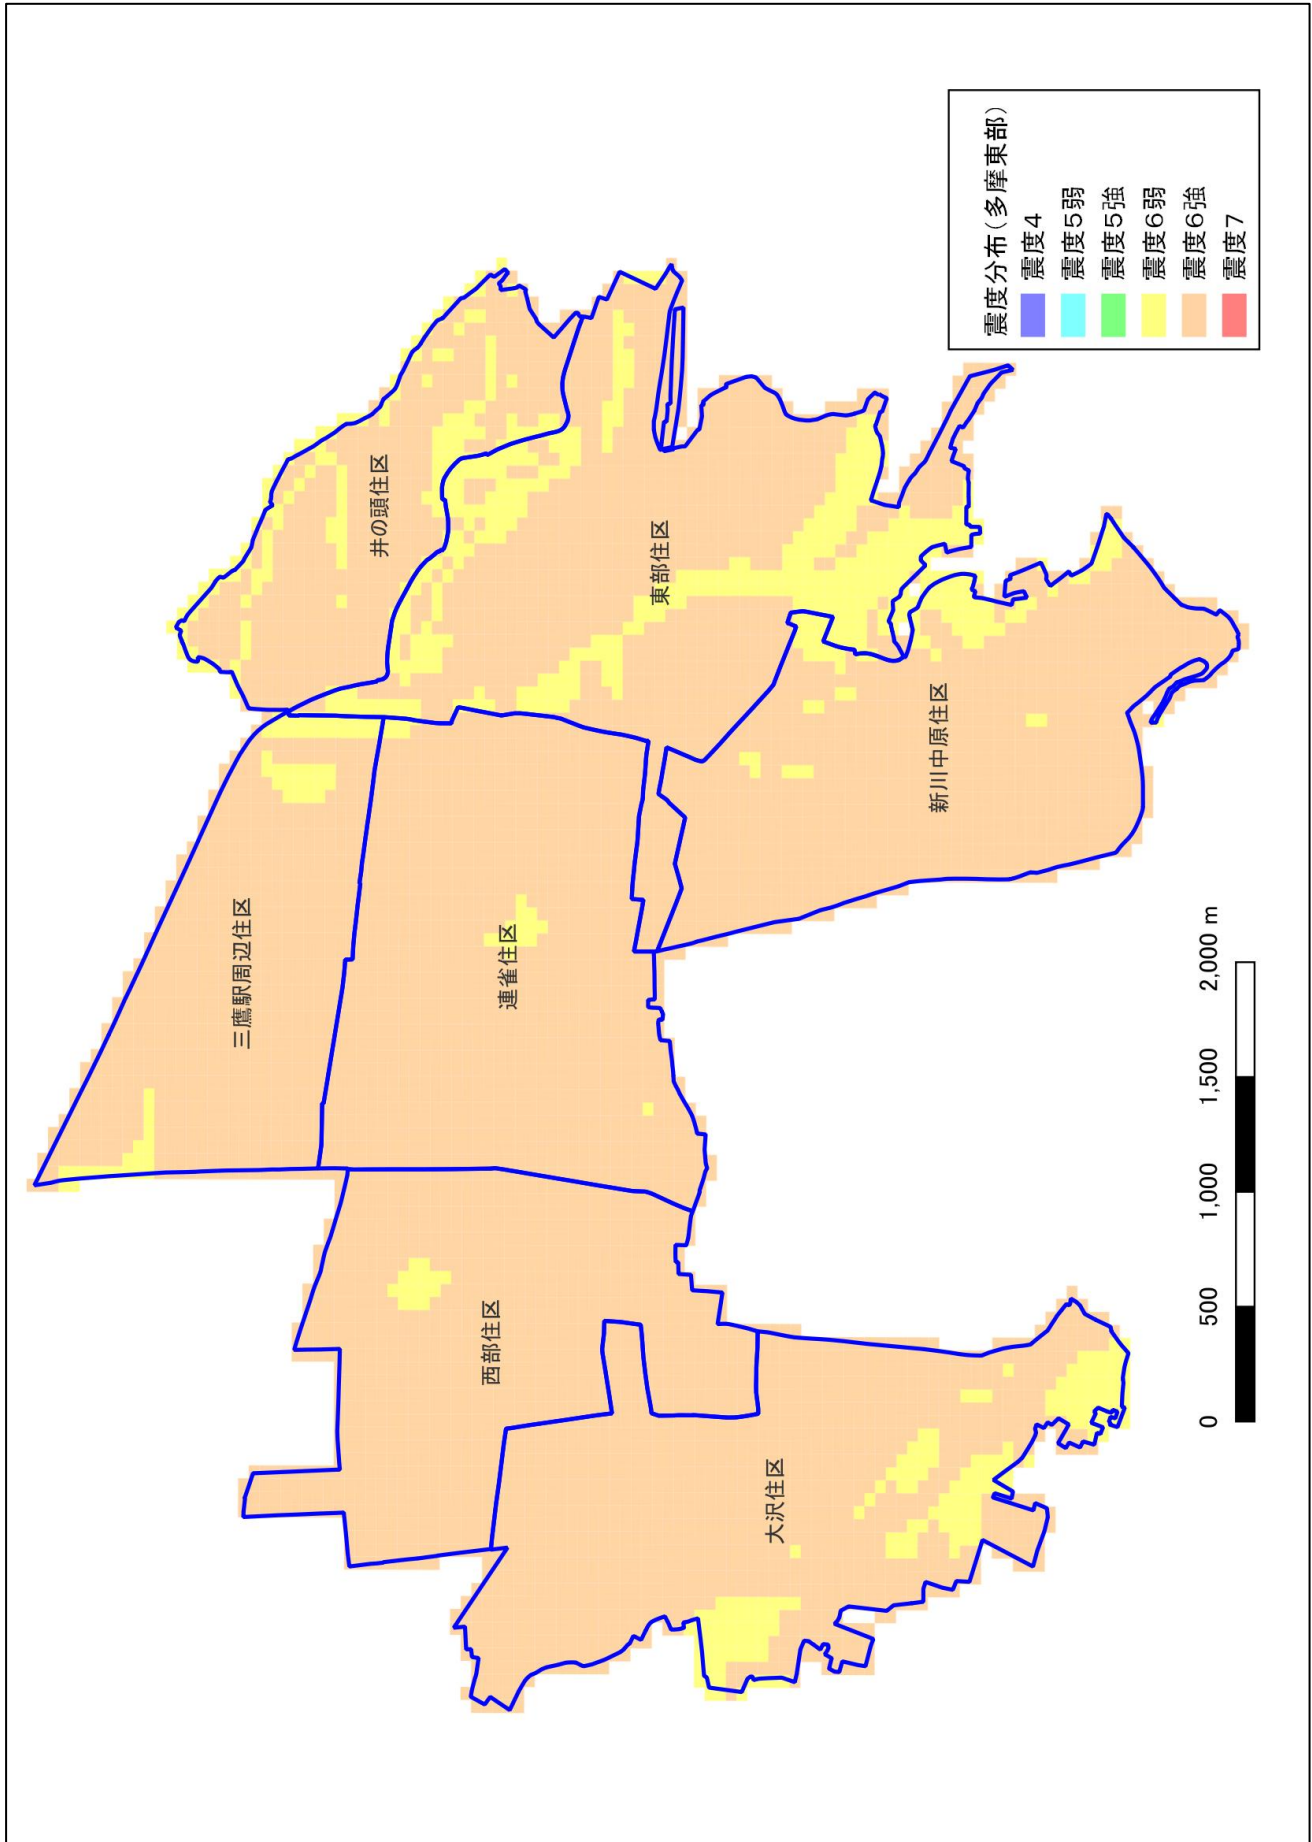 三鷹駅周辺住区
井の頭住区
西部住区
連雀住区
東部住区
大沢住区
新川中原住区
震度分布(多摩東部)
震度4
震度5弱
震度5強
震度6弱
震度6強
震度7
0 500 1,000 1,500 2,000 m